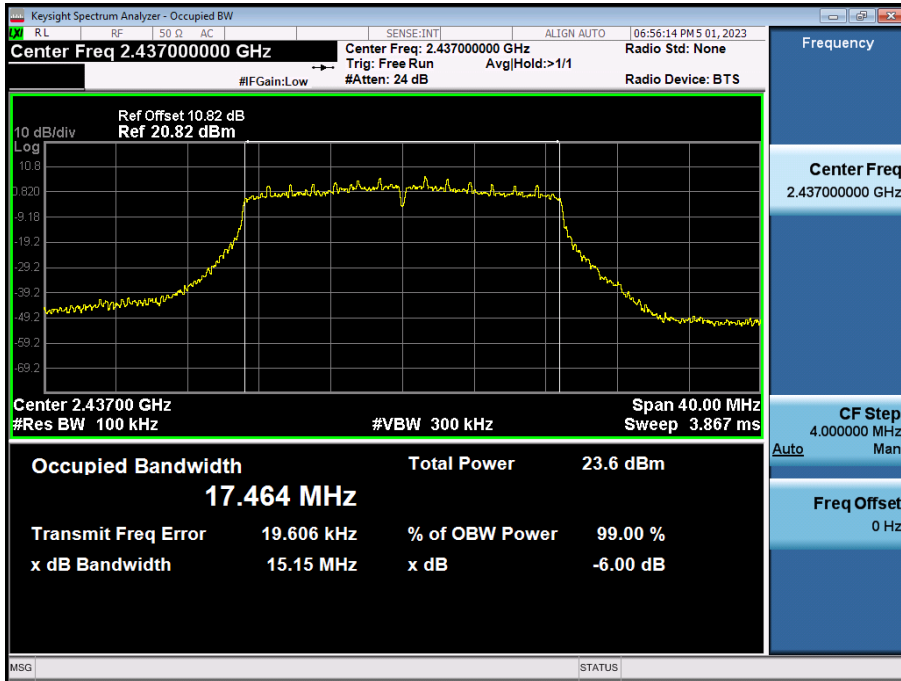 Keysight Spectrum Analyzer - Occupied BW
LXI RL RF 50 Ω AC SENSE:INT ALIGN AUTO 06:56:14 PM 5 01, 2023
Center Freq 2.437000000 GHz
Center Freq: 2.437000000 GHz
Radio Std: None
Trig: Free Run Avg|Hold:>1/1
#IFGain:Low
#Atten: 24 dB
Radio Device: BTS
Ref Offset 10.82 dB
10 dB/div Ref 20.82 dBm
Log
10.8
0.820
-9.18
-19.2
-29.2
-39.2
-49.2
-59.2
-69.2
Center 2.43700 GHz Span 40.00 MHz
#Res BW 100 kHz #VBW 300 kHz Sweep 3.867 ms
Occupied Bandwidth Total Power 23.6 dBm
17.464 MHz
Transmit Freq Error 19.606 kHz % of OBW Power 99.00 %
x dB Bandwidth 15.15 MHz x dB -6.00 dB
MSG STATUS
Frequency
Center Freq
2.437000000 GHz
CF Step
4.000000 MHz
Auto Man
Freq Offset
0 Hz